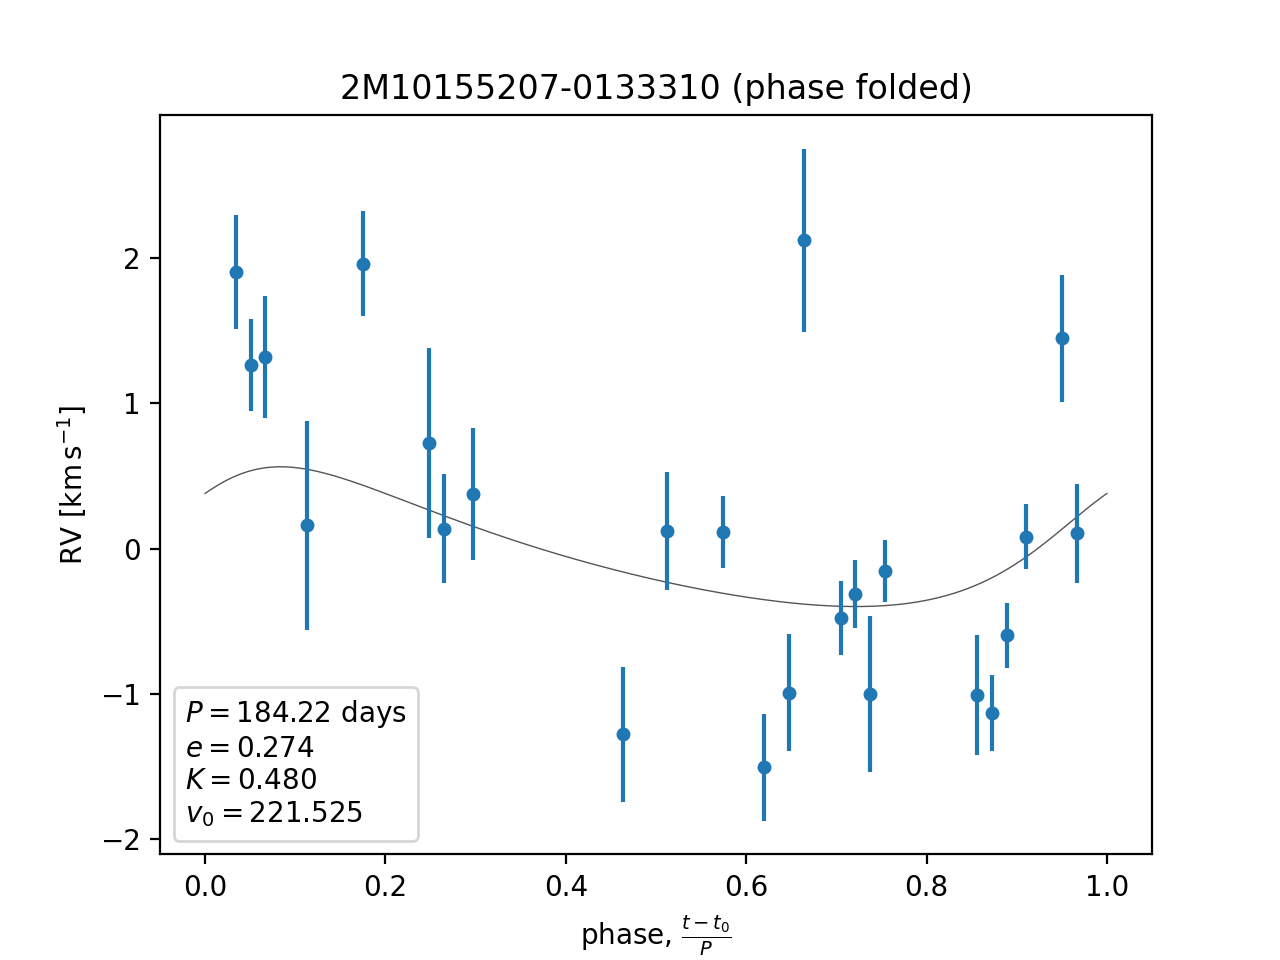 2M10155207-0133310 (phase folded)
RV [km s⁻¹]
2
1
0
−1
−2
P = 184.22 days
e = 0.274
K = 0.480
v₀ = 221.525
0.0 0.2 0.4 0.6 0.8 1.0
phase, (t − t₀)/P